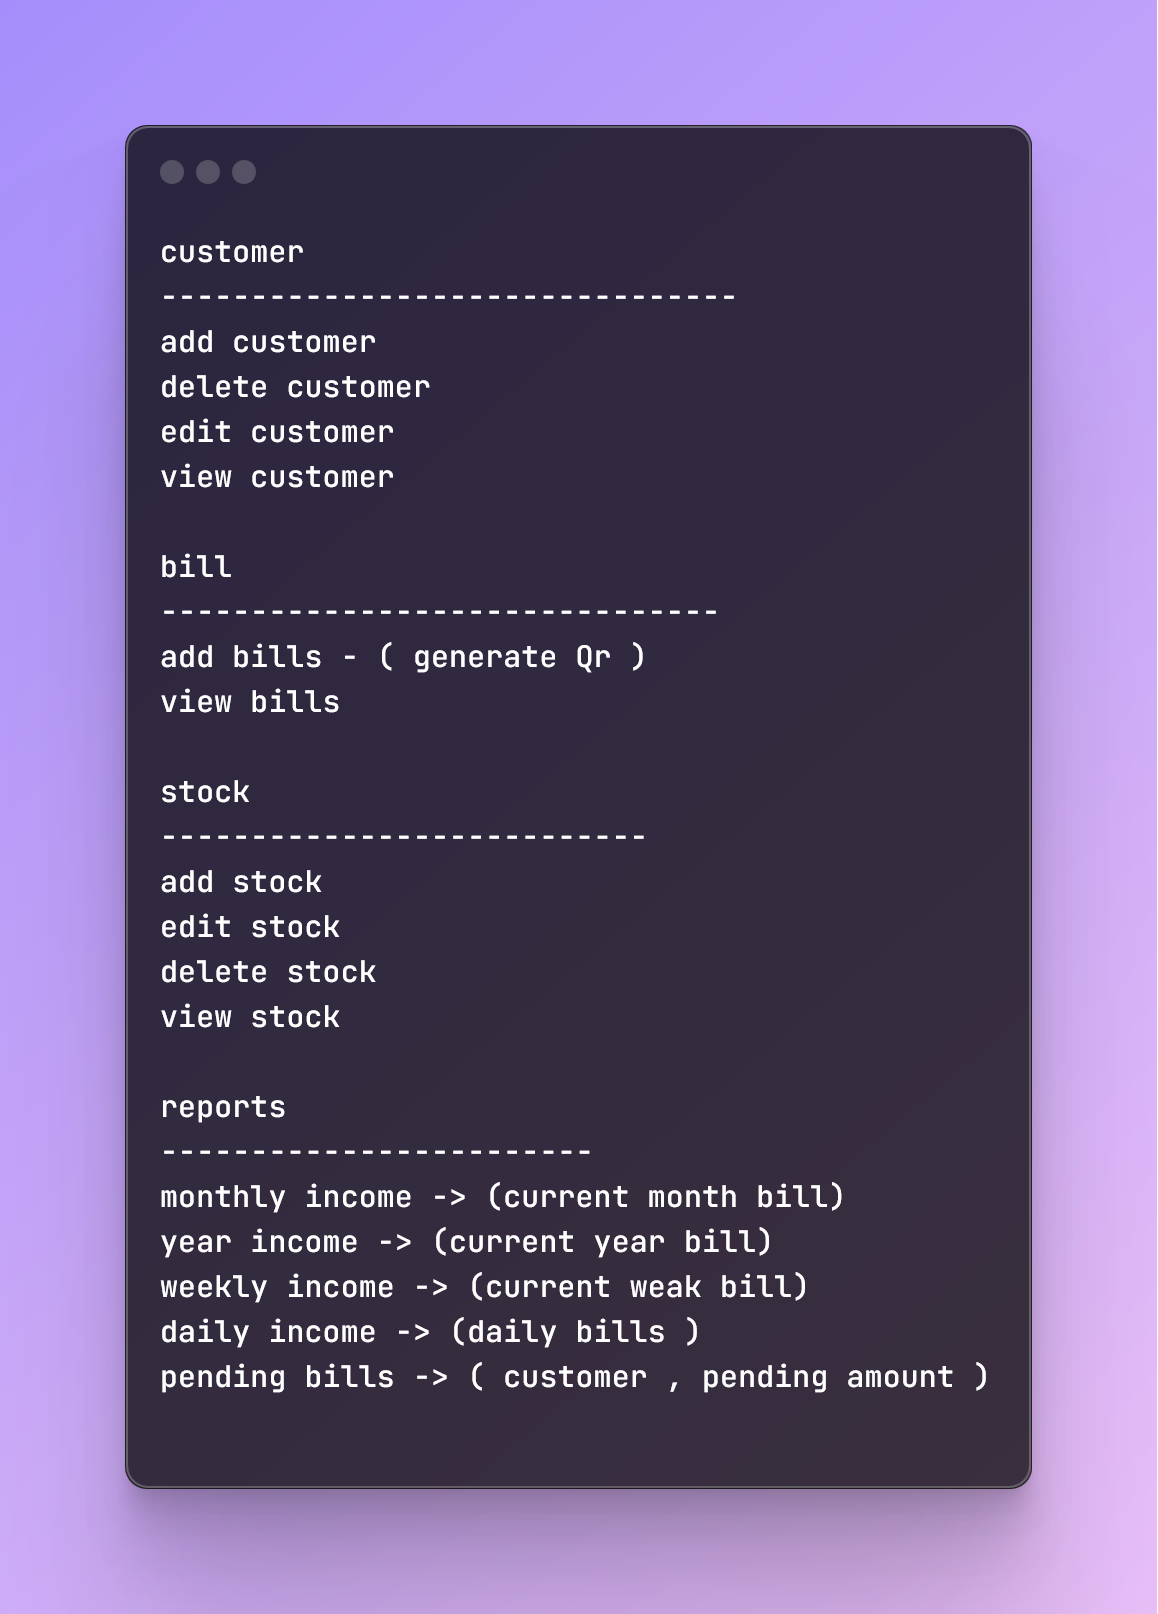 customer
--------------------------------
add customer
delete customer
edit customer
view customer

bill
-------------------------------
add bills - ( generate Qr )
view bills

stock
---------------------------
add stock
edit stock
delete stock
view stock

reports
------------------------
monthly income -> (current month bill)
year income -> (current year bill)
weekly income -> (current weak bill)
daily income -> (daily bills )
pending bills -> ( customer , pending amount )